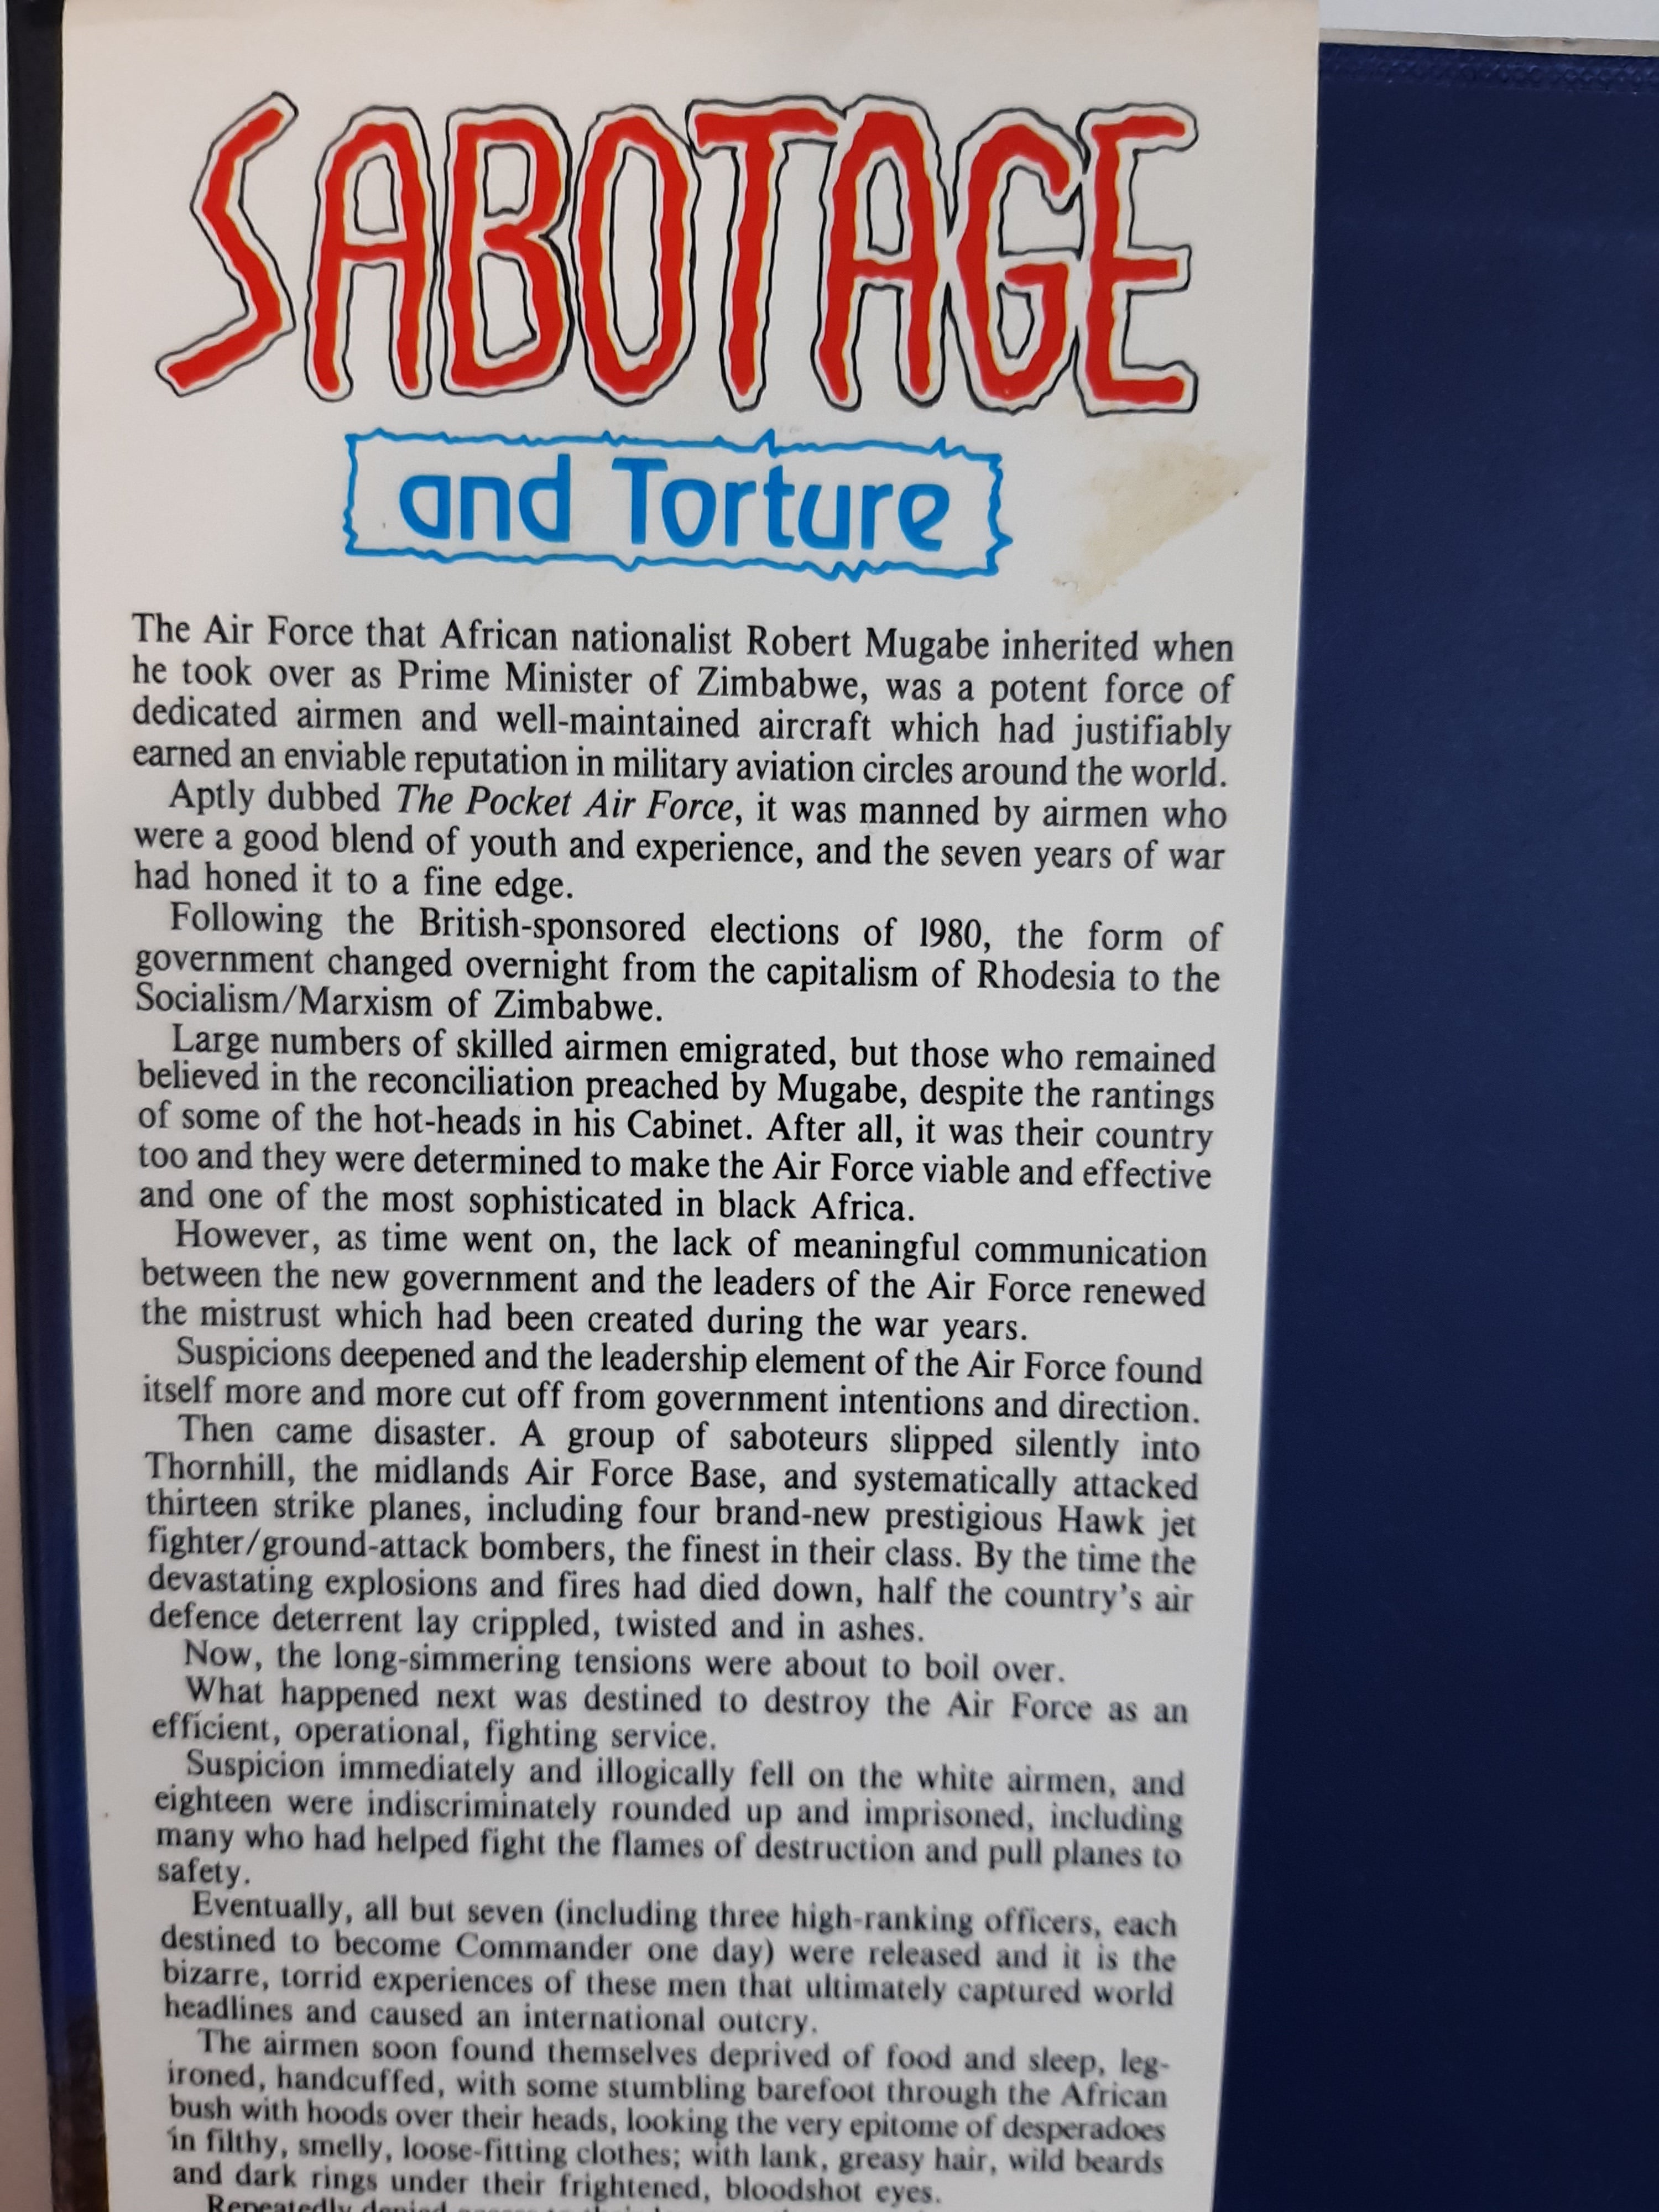 SABOTAGE
and Torture
The Air Force that African nationalist Robert Mugabe inherited when
he took over as Prime Minister of Zimbabwe, was a potent force of
dedicated airmen and well-maintained aircraft which had justifiably
earned an enviable reputation in military aviation circles around the world.
Aptly dubbed The Pocket Air Force, it was manned by airmen who
were a good blend of youth and experience, and the seven years of war
had honed it to a fine edge.
Following the British-sponsored elections of 1980, the form of
government changed overnight from the capitalism of Rhodesia to the
Socialism/Marxism of Zimbabwe.
Large numbers of skilled airmen emigrated, but those who remained
believed in the reconciliation preached by Mugabe, despite the rantings
of some of the hot-heads in his Cabinet. After all, it was their country
too and they were determined to make the Air Force viable and effective
and one of the most sophisticated in black Africa.
However, as time went on, the lack of meaningful communication
between the new government and the leaders of the Air Force renewed
the mistrust which had been created during the war years.
Suspicions deepened and the leadership element of the Air Force found
itself more and more cut off from government intentions and direction.
Then came disaster. A group of saboteurs slipped silently into
Thornhill, the midlands Air Force Base, and systematically attacked
thirteen strike planes, including four brand-new prestigious Hawk jet
fighter/ground-attack bombers, the finest in their class. By the time the
devastating explosions and fires had died down, half the country's air
defence deterrent lay crippled, twisted and in ashes.
Now, the long-simmering tensions were about to boil over.
What happened next was destined to destroy the Air Force as an
efficient, operational, fighting service.
Suspicion immediately and illogically fell on the white airmen, and
eighteen were indiscriminately rounded up and imprisoned, including
many who had helped fight the flames of destruction and pull planes to
safety.
Eventually, all but seven (including three high-ranking officers, each
destined to become Commander one day) were released and it is the
bizarre, torrid experiences of these men that ultimately captured world
headlines and caused an international outcry.
The airmen soon found themselves deprived of food and sleep, leg-
ironed, handcuffed, with some stumbling barefoot through the African
bush with hoods over their heads, looking the very epitome of desperadoes
in filthy, smelly, loose-fitting clothes; with lank, greasy hair, wild beards
and dark rings under their frightened, bloodshot eyes.
Repeatedly denied